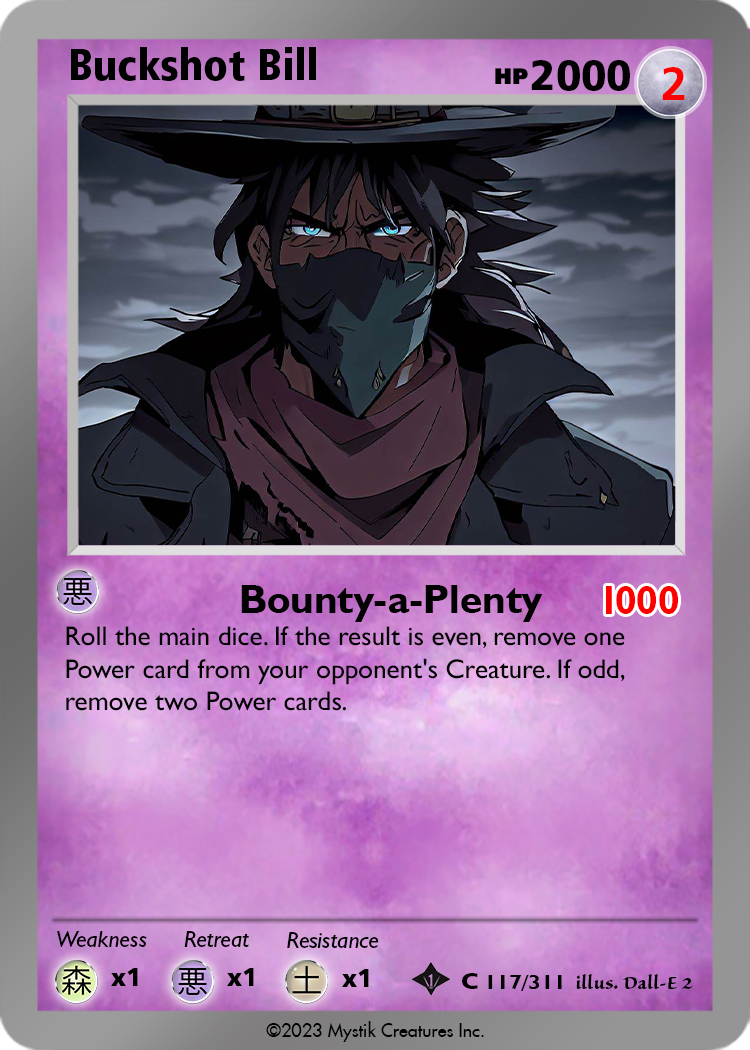 Buckshot Bill
HP2000
2
悪
Bounty-a-Plenty
1000
Roll the main dice. If the result is even, remove one
Power card from your opponent's Creature. If odd,
remove two Power cards.
Weakness Retreat Resistance
森 x1 悪 x1 土 x1 1 C 117/311 illus. Dall-E 2
©2023 Mystik Creatures Inc.